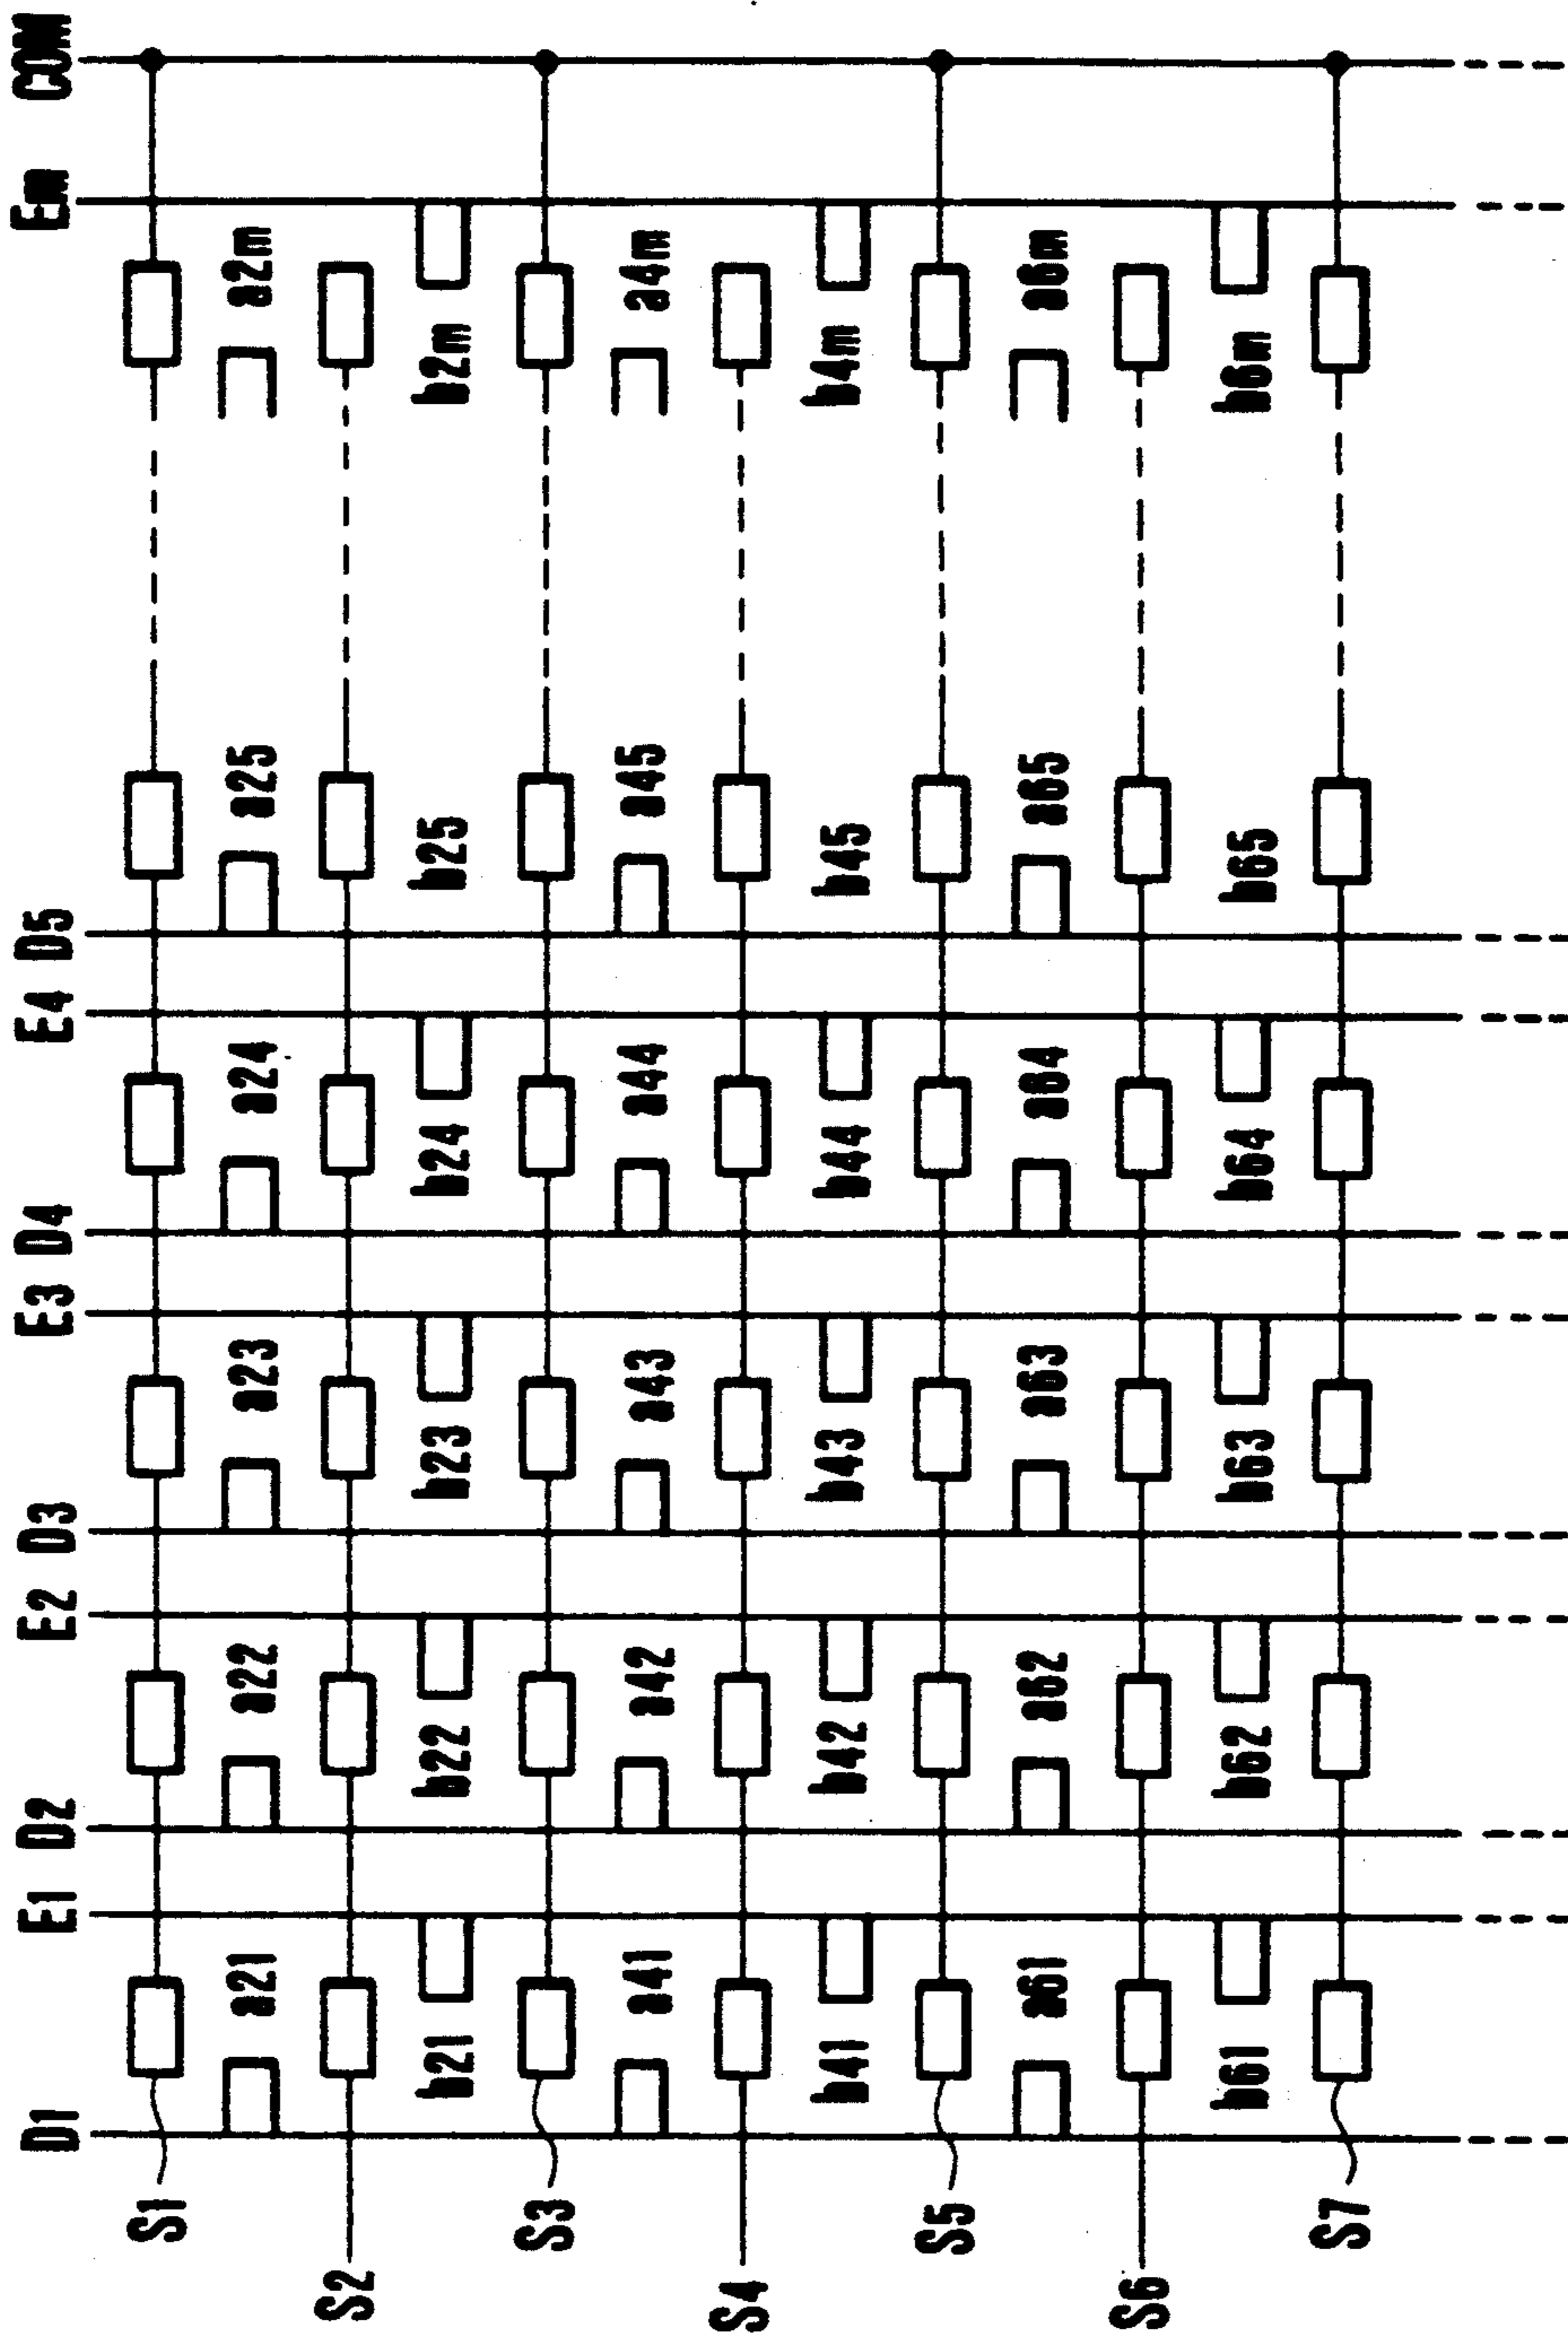 D1 E1 D2 E2 D3 E3 D4 E4 D5 Em COM
S1
a21 a22 a23 a24 a25 a2m
S2
b21 b22 b23 b24 b25 b2m
S3
a41 a42 a43 a44 a45 a4m
S4
b41 b42 b43 b44 b45 b4m
S5
a61 a62 a63 a64 a65 a6m
S6
b61 b62 b63 b64 b65 b6m
S7